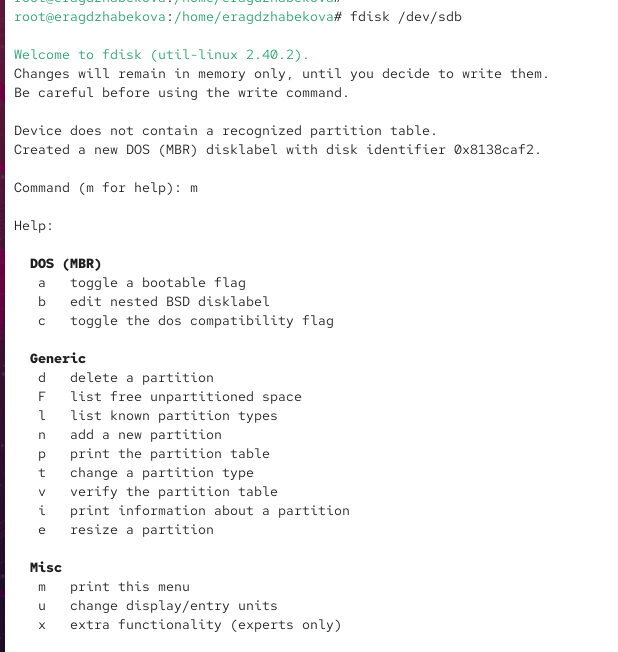 root@eragdzhabekova:/home/eragdzhabekova#
root@eragdzhabekova:/home/eragdzhabekova# fdisk /dev/sdb
Welcome to fdisk (util-linux 2.40.2).
Changes will remain in memory only, until you decide to write them.
Be careful before using the write command.
Device does not contain a recognized partition table.
Created a new DOS (MBR) disklabel with disk identifier 0x8138caf2.
Command (m for help): m
Help:
DOS (MBR)
a   toggle a bootable flag
b   edit nested BSD disklabel
c   toggle the dos compatibility flag
Generic
d   delete a partition
F   list free unpartitioned space
l   list known partition types
n   add a new partition
p   print the partition table
t   change a partition type
v   verify the partition table
i   print information about a partition
e   resize a partition
Misc
m   print this menu
u   change display/entry units
x   extra functionality (experts only)